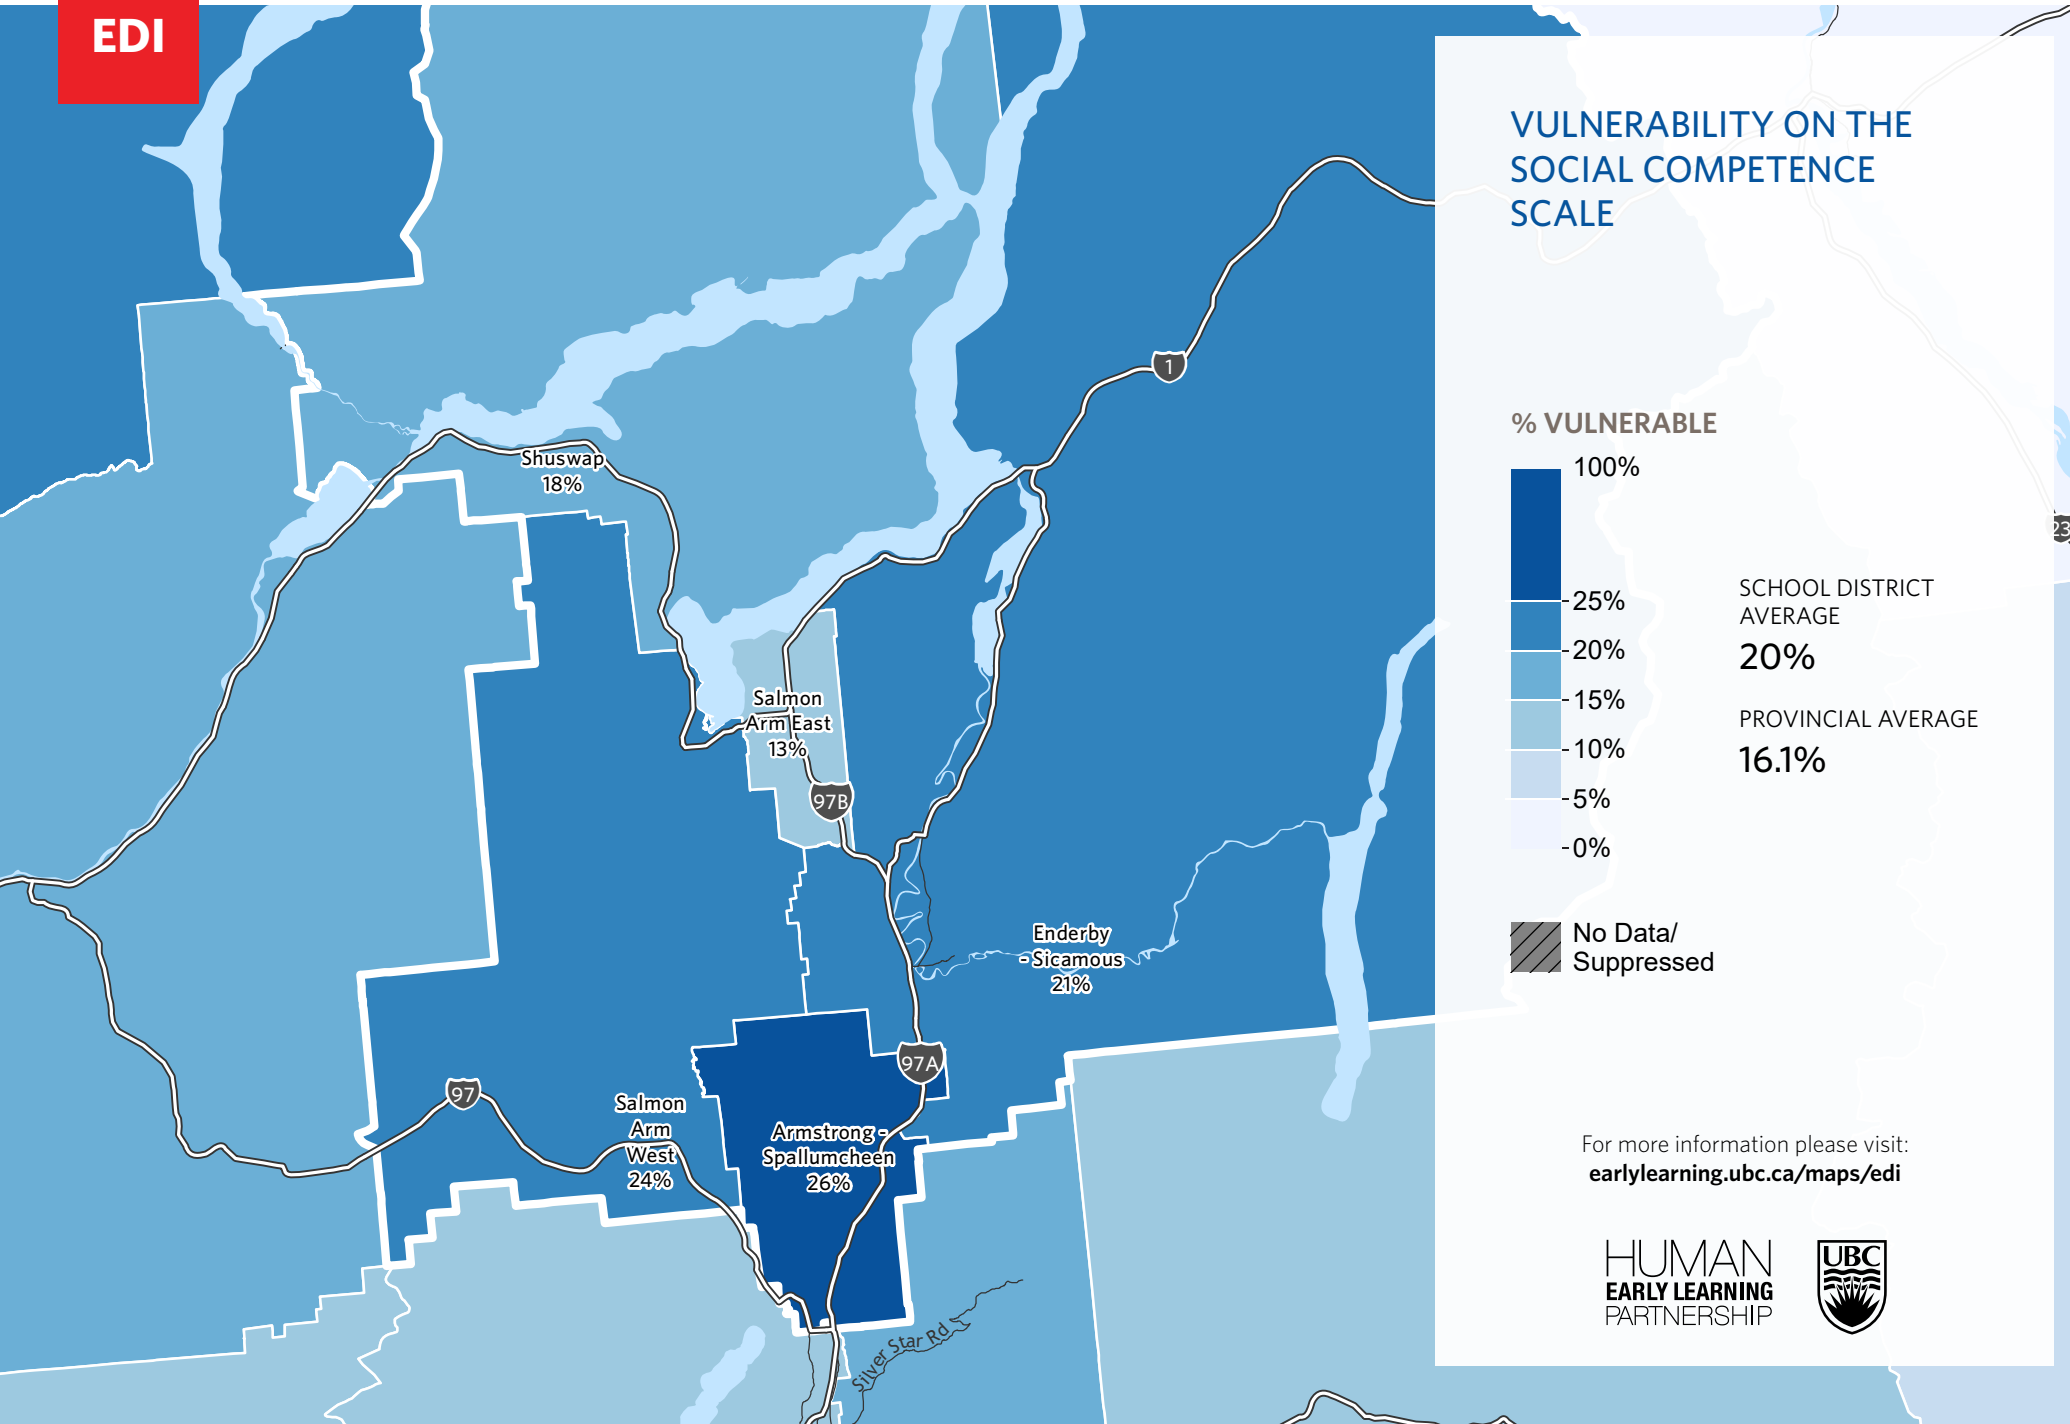 EDI
VULNERABILITY ON THE
SOCIAL COMPETENCE
SCALE
% VULNERABLE
100%
25%
20%
15%
10%
5%
0%
SCHOOL DISTRICT
AVERAGE
20%
PROVINCIAL AVERAGE
16.1%
No Data/
Suppressed
For more information please visit:
earlylearning.ubc.ca/maps/edi
HUMAN
EARLY LEARNING
PARTNERSHIP
UBC
1
23
Shuswap
18%
Salmon
Arm East
13%
97B
Enderby
- Sicamous
21%
97A
97
Salmon
Arm
West
24%
Armstrong -
Spallumcheen
26%
Silver Star Rd